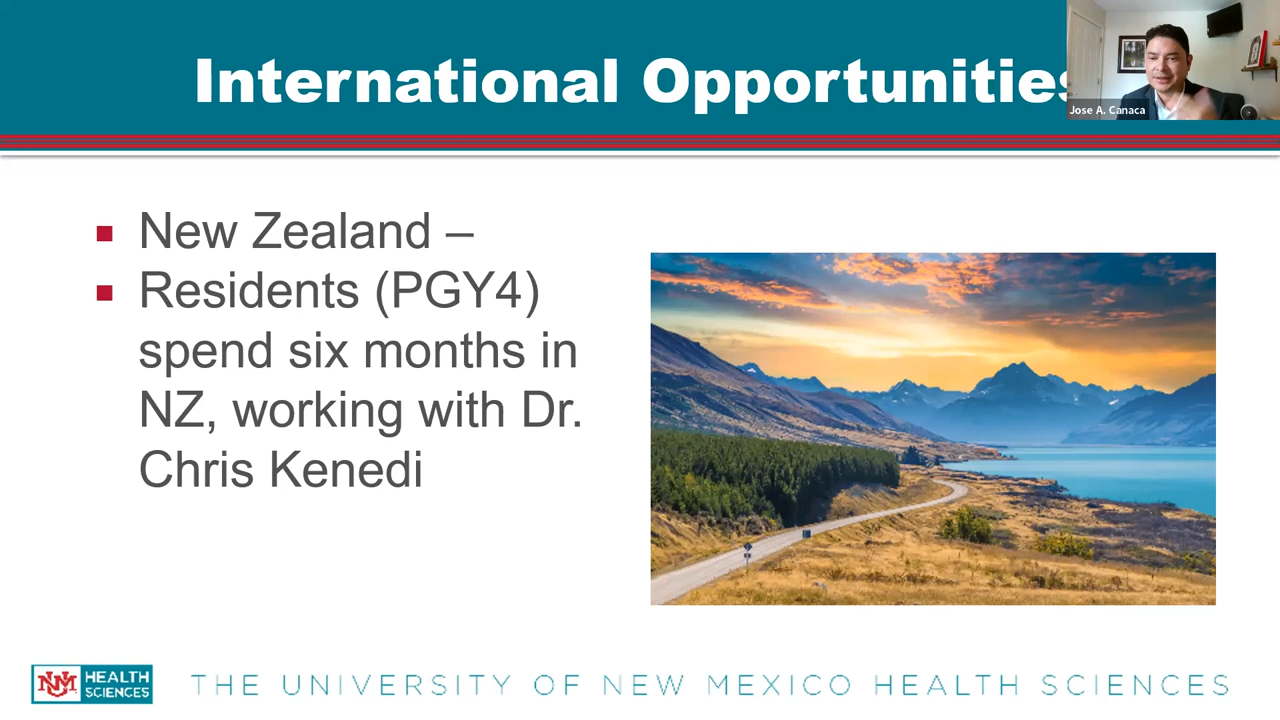 International Opportunities
Jose A. Canaca
New Zealand –
Residents (PGY4)
spend six months in
NZ, working with Dr.
Chris Kenedi
UNM HEALTH
SCIENCES
THE UNIVERSITY OF NEW MEXICO HEALTH SCIENCES